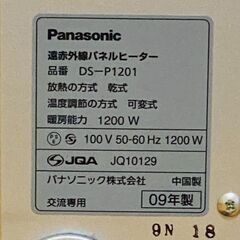 Panasonic
遠赤外線パネルヒーター
品番 DS-P1201
放熱の方式 乾式
温度調節の方式 可変式
暖房能力 1200 W
PSE 100 V 50-60 Hz 1200 W
JQA JQ10129
パナソニック株式会社 中国製
交流専用 09年製
9N 18